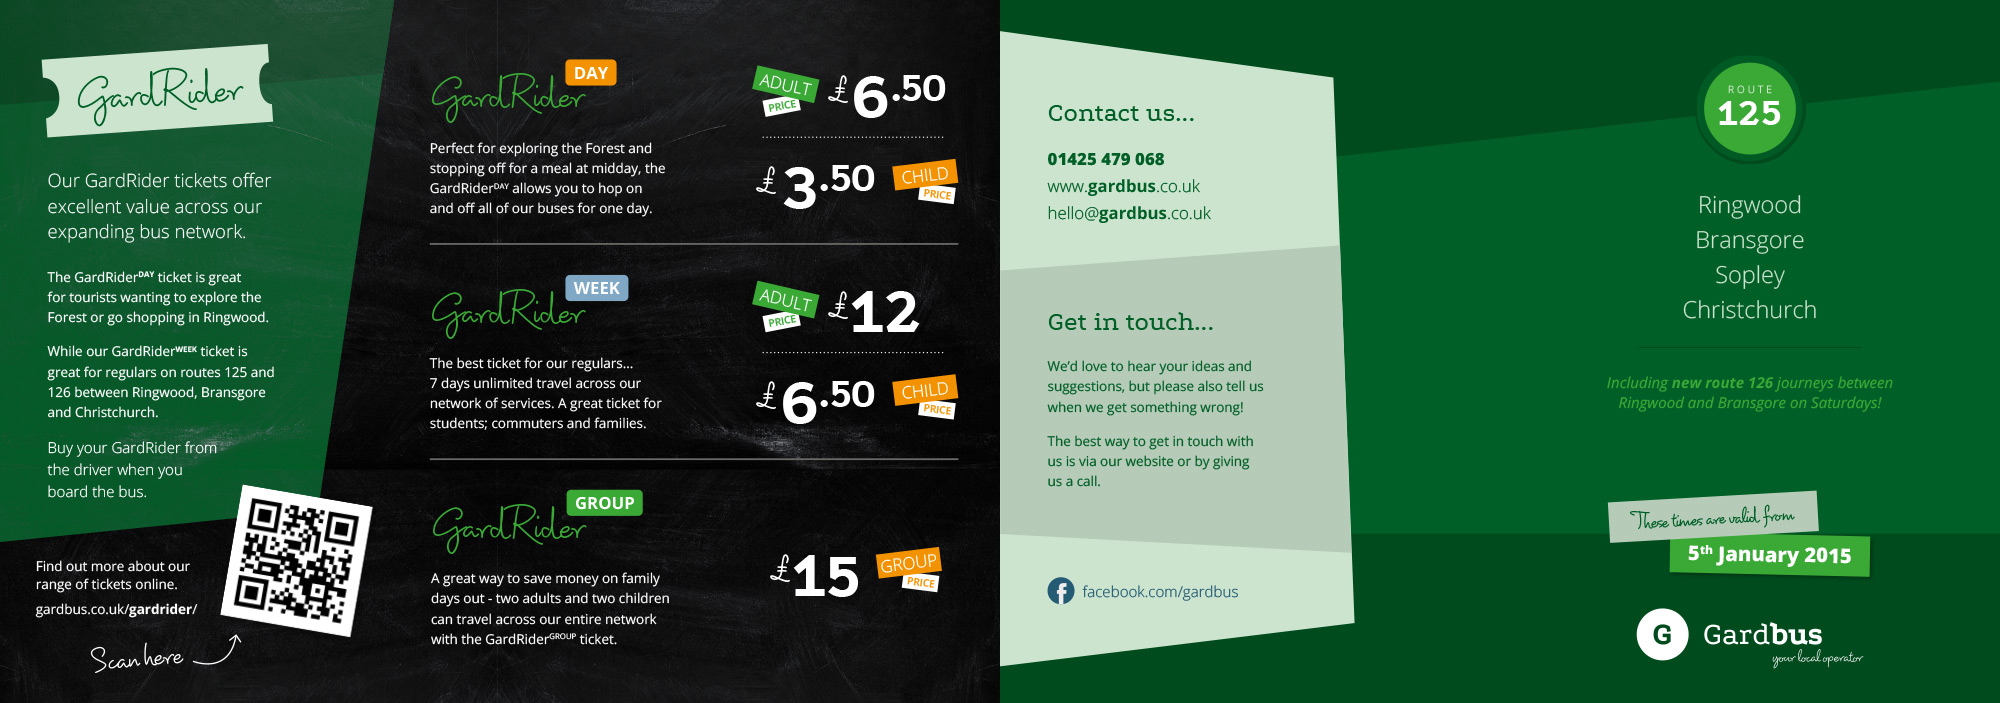 GardRider
Our GardRider tickets offer
excellent value across our
expanding bus network.
The GardRiderDAY ticket is great
for tourists wanting to explore the
Forest or go shopping in Ringwood.
While our GardRiderWEEK ticket is
great for regulars on routes 125 and
126 between Ringwood, Bransgore
and Christchurch.
Buy your GardRider from
the driver when you
board the bus.
Find out more about our
range of tickets online.
gardbus.co.uk/gardrider/
Scan here
GardRider DAY
Perfect for exploring the Forest and
stopping off for a meal at midday, the
GardRiderDAY allows you to hop on
and off all of our buses for one day.
ADULT
PRICE
£6.50
£3.50
CHILD
PRICE
GardRider WEEK
The best ticket for our regulars...
7 days unlimited travel across our
network of services. A great ticket for
students; commuters and families.
ADULT
PRICE
£12
£6.50
CHILD
PRICE
GardRider GROUP
A great way to save money on family
days out - two adults and two children
can travel across our entire network
with the GardRiderGROUP ticket.
£15
GROUP
PRICE
Contact us...
01425 479 068
www.gardbus.co.uk
hello@gardbus.co.uk
Get in touch...
We'd love to hear your ideas and
suggestions, but please also tell us
when we get something wrong!
The best way to get in touch with
us is via our website or by giving
us a call.
facebook.com/gardbus
ROUTE
125
Ringwood
Bransgore
Sopley
Christchurch
Including new route 126 journeys between
Ringwood and Bransgore on Saturdays!
These times are valid from
5th January 2015
G Gardbus
your local operator